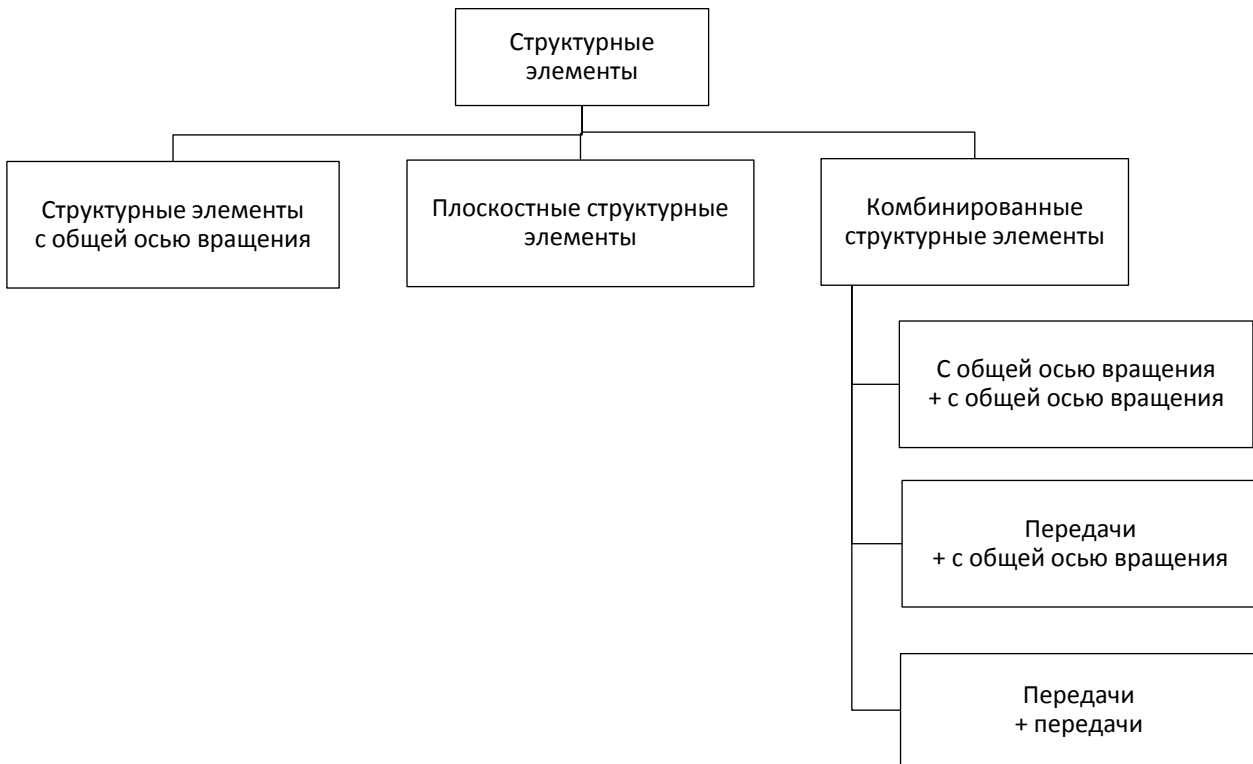 Структурные
элементы
Структурные элементы
с общей осью вращения
Плоскостные структурные
элементы
Комбинированные
структурные элементы
С общей осью вращения
+ с общей осью вращения
Передачи
+ с общей осью вращения
Передачи
+ передачи